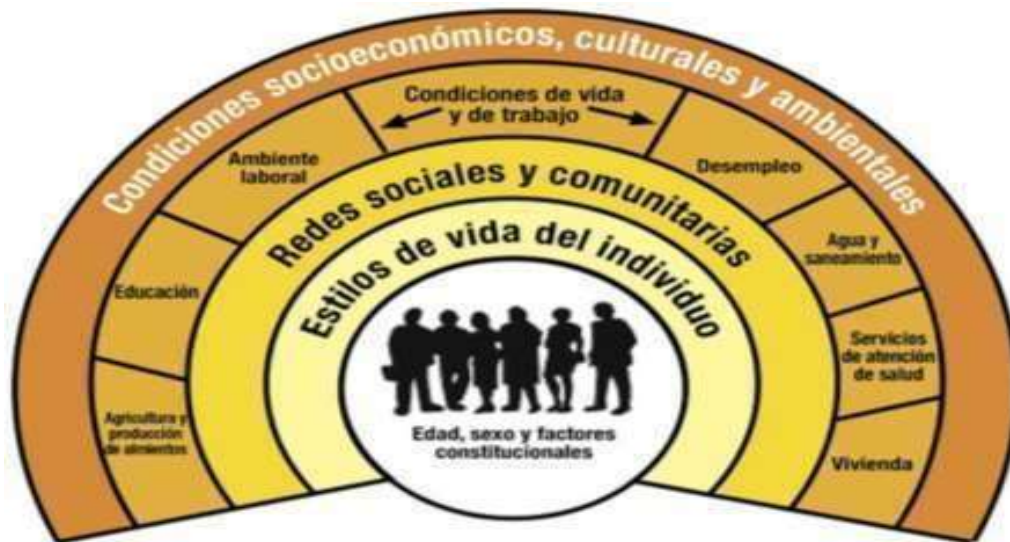 Condiciones socioeconómicos, culturales y ambientales
Condiciones de vida
y de trabajo
Ambiente
laboral
Desempleo
Educación
Agua y
saneamiento
Agricultura y
producción
de alimentos
Servicios
de atención
de salud
Vivienda
Redes sociales y comunitarias
Estilos de vida del individuo
Edad, sexo y factores
constitucionales